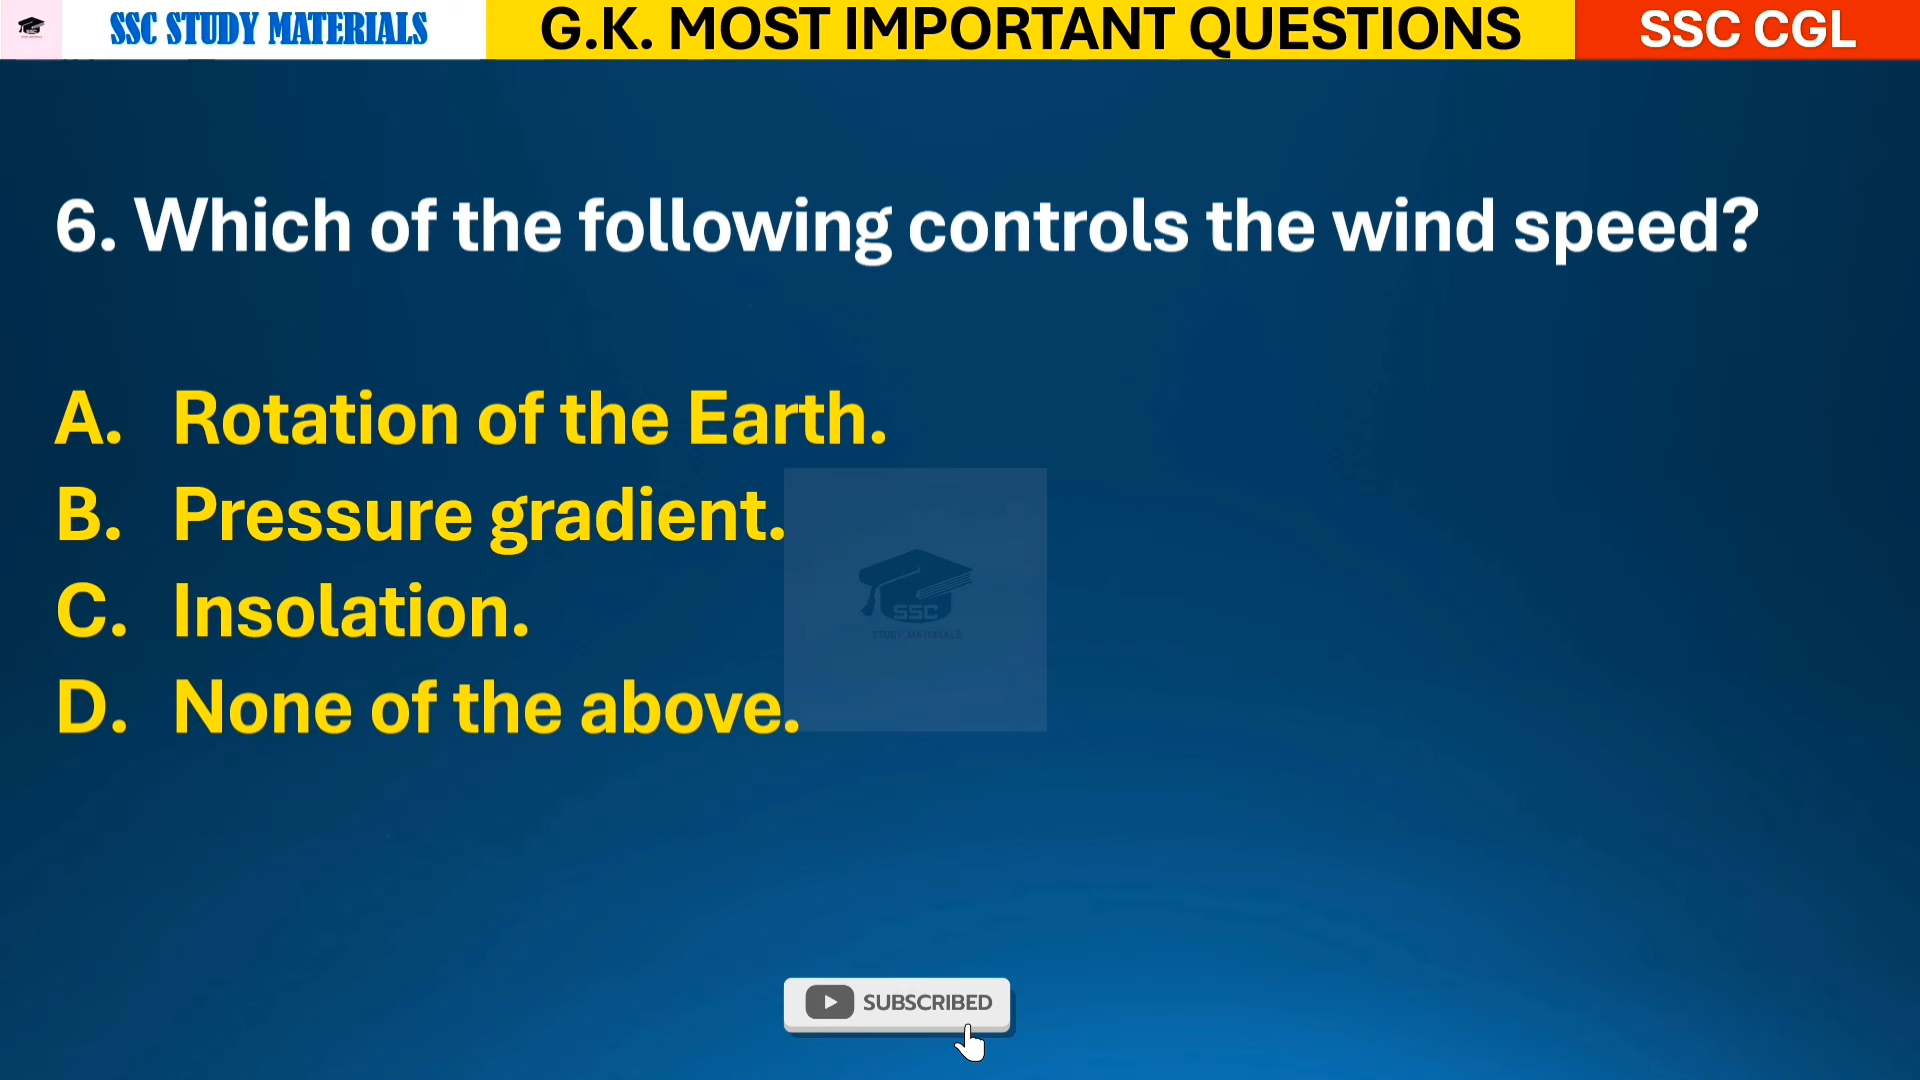 SSC STUDY MATERIALS
G.K. MOST IMPORTANT QUESTIONS
SSC CGL
6. Which of the following controls the wind speed?
A. Rotation of the Earth.
B. Pressure gradient.
C. Insolation.
D. None of the above.
SSC
STUDY_MATERIALS
SUBSCRIBED